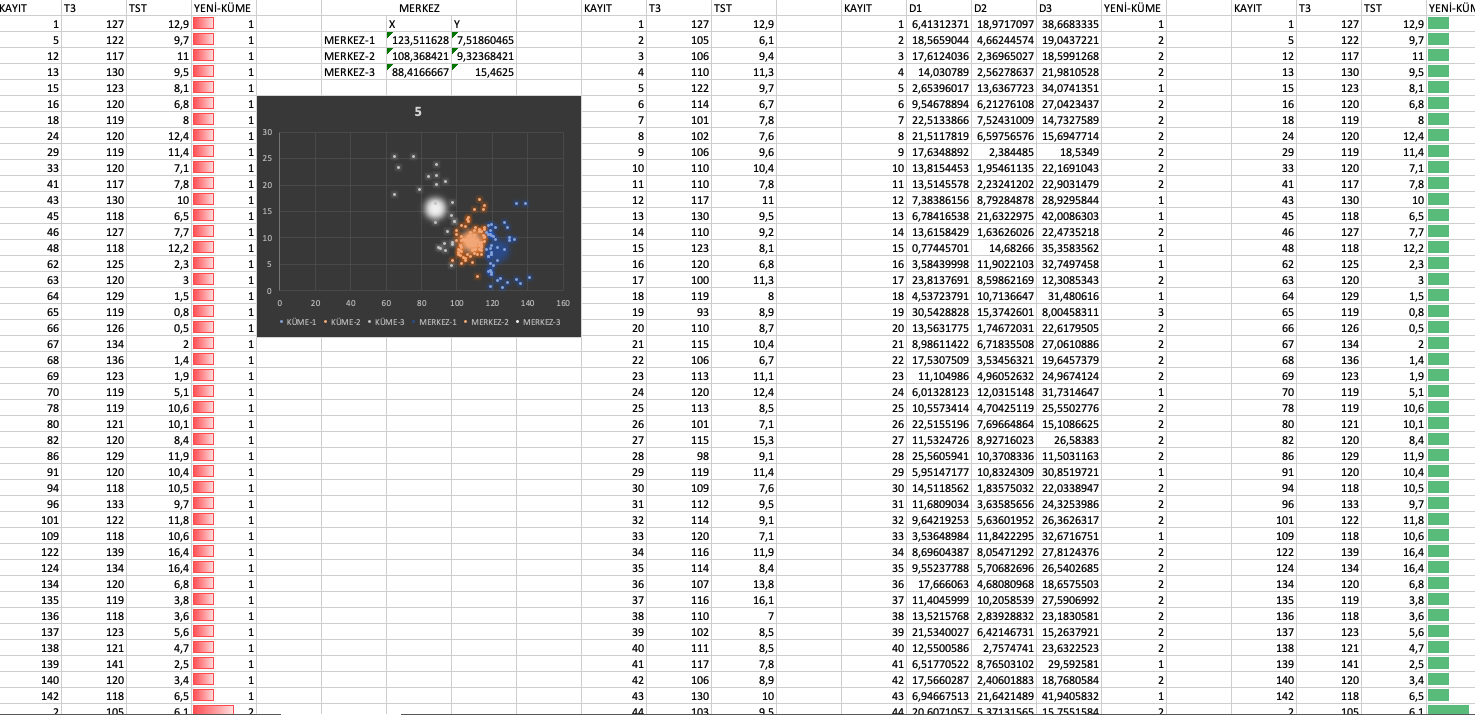 KAYIT T3 TST YENİ-KÜME MERKEZ KAYIT T3 TST KAYIT D1 D2 D3 YENİ-KÜME KAYIT T3 TST
1 127 12,9 1 X Y 1 127 12,9 1 6,41312371 18,9717097 38,6683335 1 1 127 12,9
5 122 9,7 1 MERKEZ-1 123,511628 7,51860465 2 105 6,1 2 18,5659044 4,66244574 19,0437221 2 5 122 9,7
12 117 11 1 MERKEZ-2 108,368421 9,32368421 3 106 9,4 3 17,6124036 2,36965027 18,5991268 2 12 117 11
13 130 9,5 1 MERKEZ-3 88,4166667 15,4625 4 110 11,3 4 14,030789 2,56278637 21,9810528 2 13 130 9,5
15 123 8,1 1 5 122 9,7 5 2,65396017 13,6367723 34,0741351 1 15 123 8,1
16 120 6,8 1 6 114 6,7 6 9,54678894 6,21276108 27,0423437 2 16 120 6,8
18 119 8 1 7 101 7,8 7 22,5133866 7,52431009 14,7327589 2 18 119 8
24 120 12,4 1 8 102 7,6 8 21,5117819 6,59756576 15,6947714 2 24 120 12,4
29 119 11,4 1 9 106 9,6 9 17,6348892 2,384485 18,5349 2 29 119 11,4
33 120 7,1 1 10 110 10,4 10 13,8154453 1,95461135 22,1691043 2 33 120 7,1
41 117 7,8 1 11 110 7,8 11 13,5145578 2,23241202 22,9031479 2 41 117 7,8
43 130 10 1 12 117 11 12 7,38386156 8,79284878 28,9295844 1 43 130 10
45 118 6,5 1 13 130 9,5 13 6,78416538 21,6322975 42,0086303 1 45 118 6,5
46 127 7,7 1 14 110 9,2 14 13,6158429 1,63626026 22,4735218 2 46 127 7,7
48 118 12,2 1 15 123 8,1 15 0,77445701 14,68266 35,3583562 1 48 118 12,2
62 125 2,3 1 16 120 6,8 16 3,58439998 11,9022103 32,7497458 1 62 125 2,3
63 120 3 1 17 100 11,3 17 23,8137691 8,59862169 12,3085343 2 63 120 3
64 129 1,5 1 18 119 8 18 4,53723791 10,7136647 31,480616 1 64 129 1,5
65 119 0,8 1 19 93 8,9 19 30,5428828 15,3742601 8,00458311 3 65 119 0,8
66 126 0,5 1 20 110 8,7 20 13,5631775 1,74672031 22,6179505 2 66 126 0,5
67 134 2 1 21 115 10,4 21 8,98611422 6,71835508 27,0610886 2 67 134 2
68 136 1,4 1 22 106 6,7 22 17,5307509 3,53456321 19,6457379 2 68 136 1,4
69 123 1,9 1 23 113 11,1 23 11,104986 4,96052632 24,9674124 2 69 123 1,9
70 119 5,1 1 24 120 12,4 24 6,01328123 12,0315148 31,7314647 1 70 119 5,1
78 119 10,6 1 25 113 8,5 25 10,5573414 4,70425119 25,5502776 2 78 119 10,6
80 121 10,1 1 26 101 7,1 26 22,5155196 7,69664864 15,1086625 2 80 121 10,1
82 120 8,4 1 27 115 15,3 27 11,5324726 8,92716023 26,58383 2 82 120 8,4
86 129 11,9 1 28 98 9,1 28 25,5605941 10,3708336 11,5031163 2 86 129 11,9
91 120 10,4 1 29 119 11,4 29 5,95147177 10,8324309 30,8519721 1 91 120 10,4
94 118 10,5 1 30 109 7,6 30 14,5118562 1,83575032 22,0338947 2 94 118 10,5
96 133 9,7 1 31 112 9,5 31 11,6809034 3,63585656 24,3253986 2 96 133 9,7
101 122 11,8 1 32 114 9,1 32 9,64219253 5,63601952 26,3626317 2 101 122 11,8
109 118 10,6 1 33 120 7,1 33 3,53648984 11,8422295 32,6716751 1 109 118 10,6
122 139 16,4 1 34 116 11,9 34 8,69604387 8,05471292 27,8124376 2 122 139 16,4
124 134 16,4 1 35 114 8,4 35 9,55237788 5,70682696 26,5402685 2 124 134 16,4
134 120 6,8 1 36 107 13,8 36 17,666063 4,68080968 18,6575503 2 134 120 6,8
135 119 3,8 1 37 116 16,1 37 11,4045999 10,2058539 27,5906992 2 135 119 3,8
136 118 3,6 1 38 110 7 38 13,5215768 2,83928832 23,1830581 2 136 118 3,6
137 123 5,6 1 39 102 8,5 39 21,5340027 6,42146731 15,2637921 2 137 123 5,6
138 121 4,7 1 40 111 8,5 40 12,5500586 2,7574741 23,6322523 2 138 121 4,7
139 141 2,5 1 41 117 7,8 41 6,51770522 8,76503102 29,592581 1 139 141 2,5
140 120 3,4 1 42 106 8,9 42 17,5660287 2,40601883 18,7680584 2 140 120 3,4
142 118 6,5 1 43 130 10 43 6,94667513 21,6421489 41,9405832 1 142 118 6,5
2 105 6,1 2 44 103 9,5 44 20,6071057 5,37131565 15,7551584 2 2 105 6,1
5
30
25
20
15
10
5
0
0 20 40 60 80 100 120 140 160
KÜME-1 KÜME-2 KÜME-3 MERKEZ-1 MERKEZ-2 MERKEZ-3